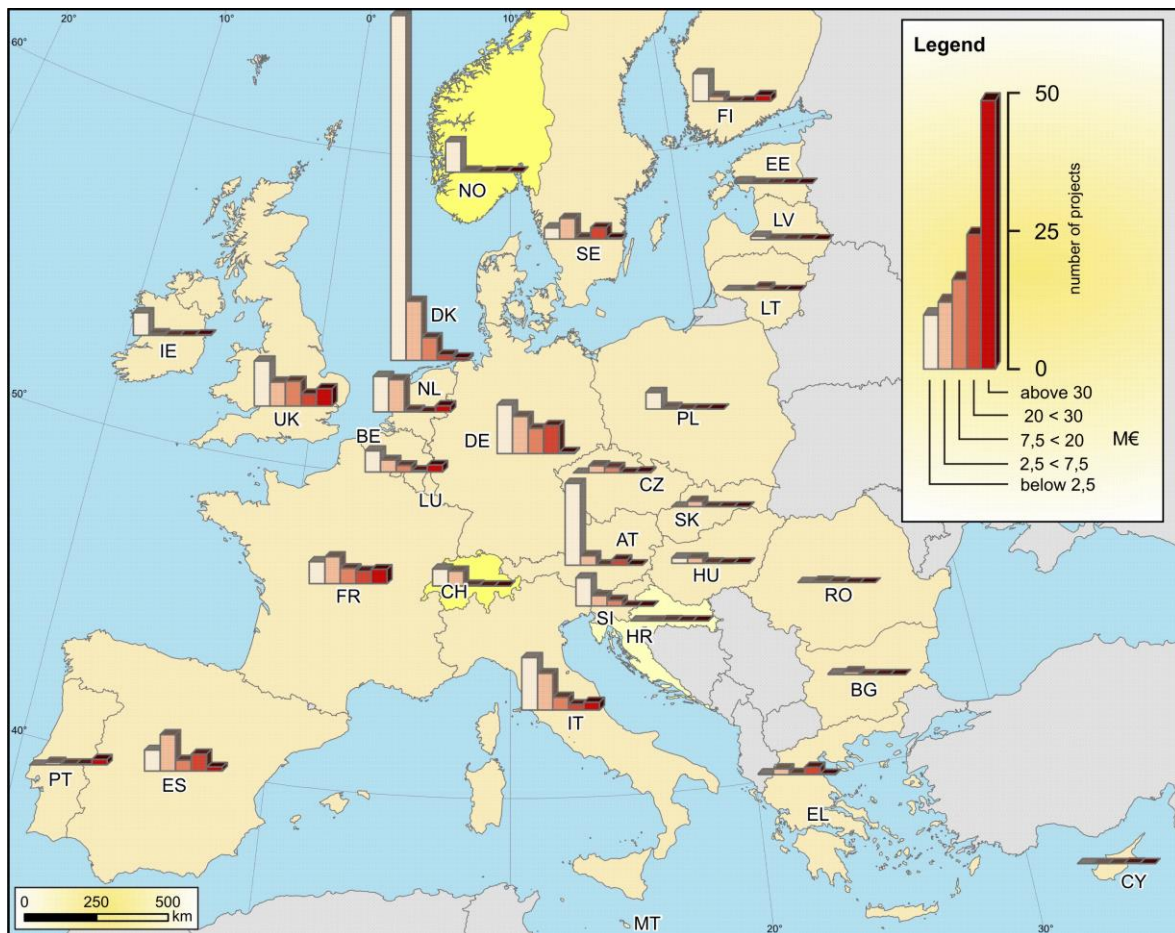 20°
10°
0°
10°
60°
50°
40°
20°
30°
Legend
50
25
0
number of projects
above 30
20 < 30
7,5 < 20
M€
2,5 < 7,5
below 2,5
FI
NO
EE
LV
SE
LT
DK
IE
NL
PL
UK
BE
DE
LU
CZ
SK
AT
HU
FR
CH
RO
SI
HR
BG
IT
PT
ES
EL
CY
MT
0 250 500
km